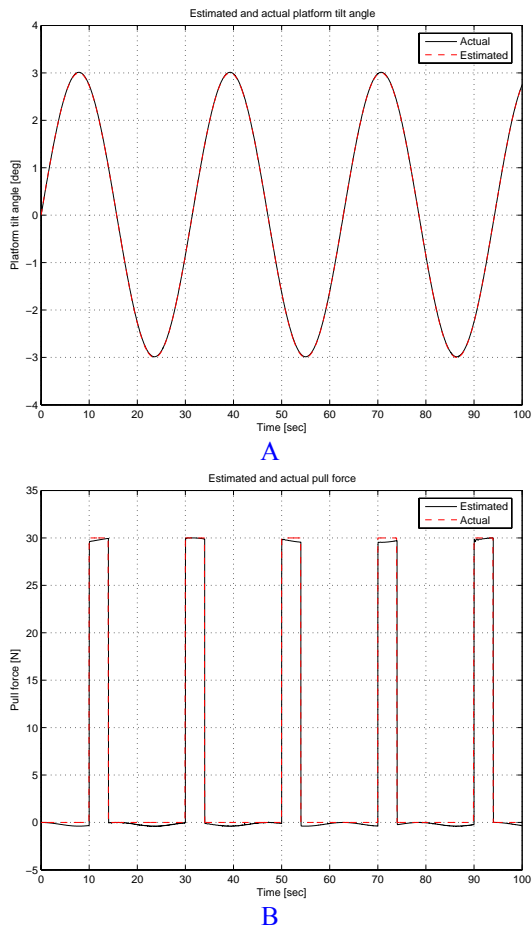 Estimated and actual platform tilt angle
4
3
2
1
0
−1
−2
−3
−4
Platform tilt angle [deg]
Actual
Estimated
0 10 20 30 40 50 60 70 80 90 100
Time [sec]
A
Estimated and actual pull force
35
30
25
20
15
10
5
0
−5
Pull force [N]
Estimated
Actual
0 10 20 30 40 50 60 70 80 90 100
Time [sec]
B